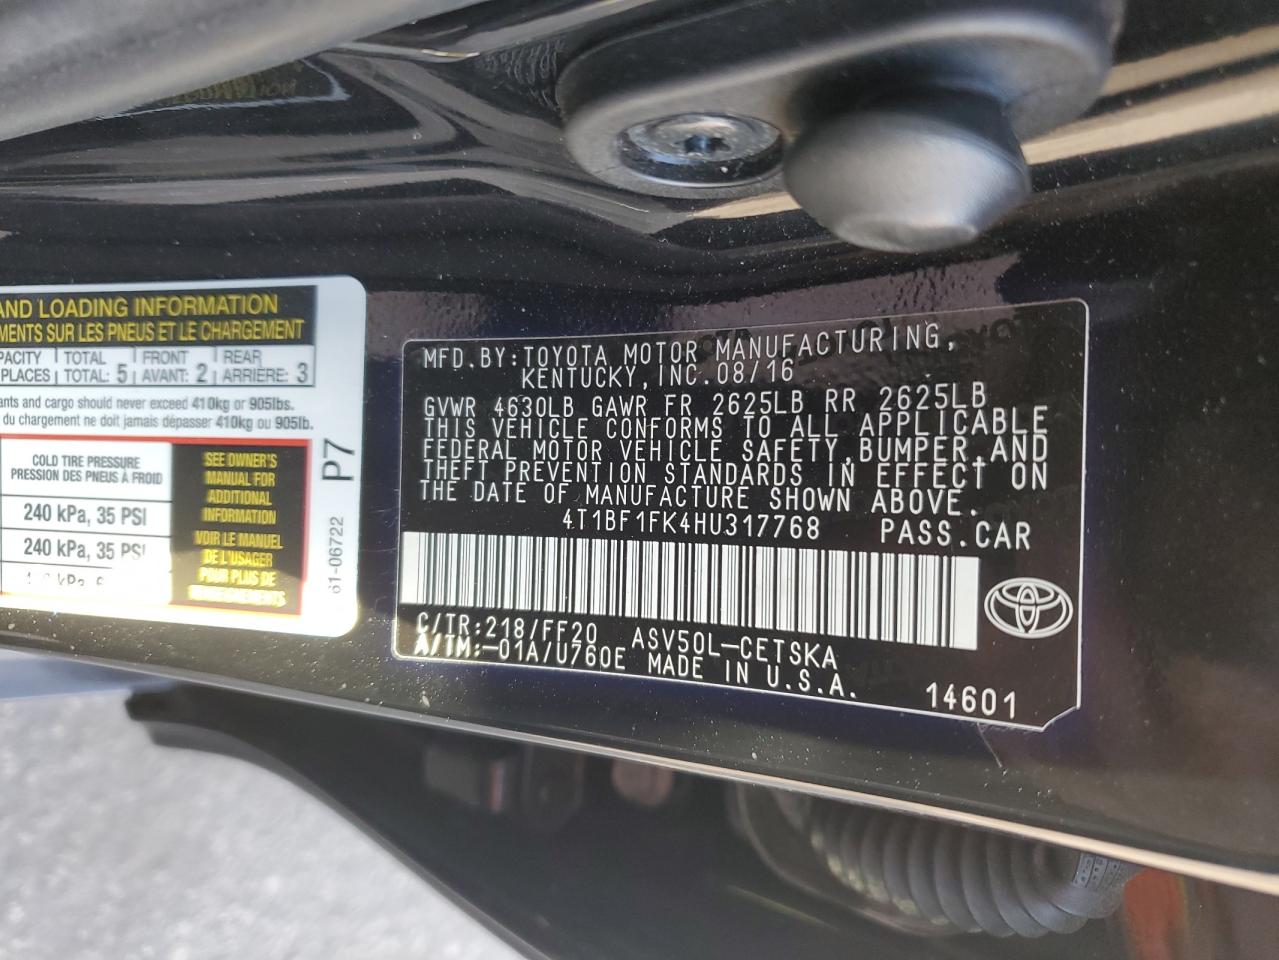 AND LOADING INFORMATION
MENTS SUR LES PNEUS ET LE CHARGEMENT
PACITY TOTAL FRONT REAR
PLACES TOTAL: 5 AVANT: 2 ARRIÈRE: 3
ants and cargo should never exceed 410kg or 905lbs.
du chargement ne doit jamais dépasser 410kg ou 905lb.
COLD TIRE PRESSURE
PRESSION DES PNEUS À FROID
240 kPa, 35 PSI
240 kPa, 35 PSI
SEE OWNER'S
MANUAL FOR
ADDITIONAL
INFORMATION
VOIR LE MANUEL
DE L'USAGER
POUR PLUS DE
RENSEIGNEMENTS
P7
61-06722
MFD.BY:TOYOTA MOTOR MANUFACTURING,
KENTUCKY,INC.08/16
GVWR 4630LB GAWR FR 2625LB RR 2625LB
THIS VEHICLE CONFORMS TO ALL APPLICABLE
FEDERAL MOTOR VEHICLE SAFETY,BUMPER,AND
THEFT PREVENTION STANDARDS IN EFFECT ON
THE DATE OF MANUFACTURE SHOWN ABOVE.
4T1BF1FK4HU317768 PASS.CAR
C/TR:218/FF20 ASV50L-CETSKA
A/TM:-01A/U760E MADE IN U.S.A.
14601